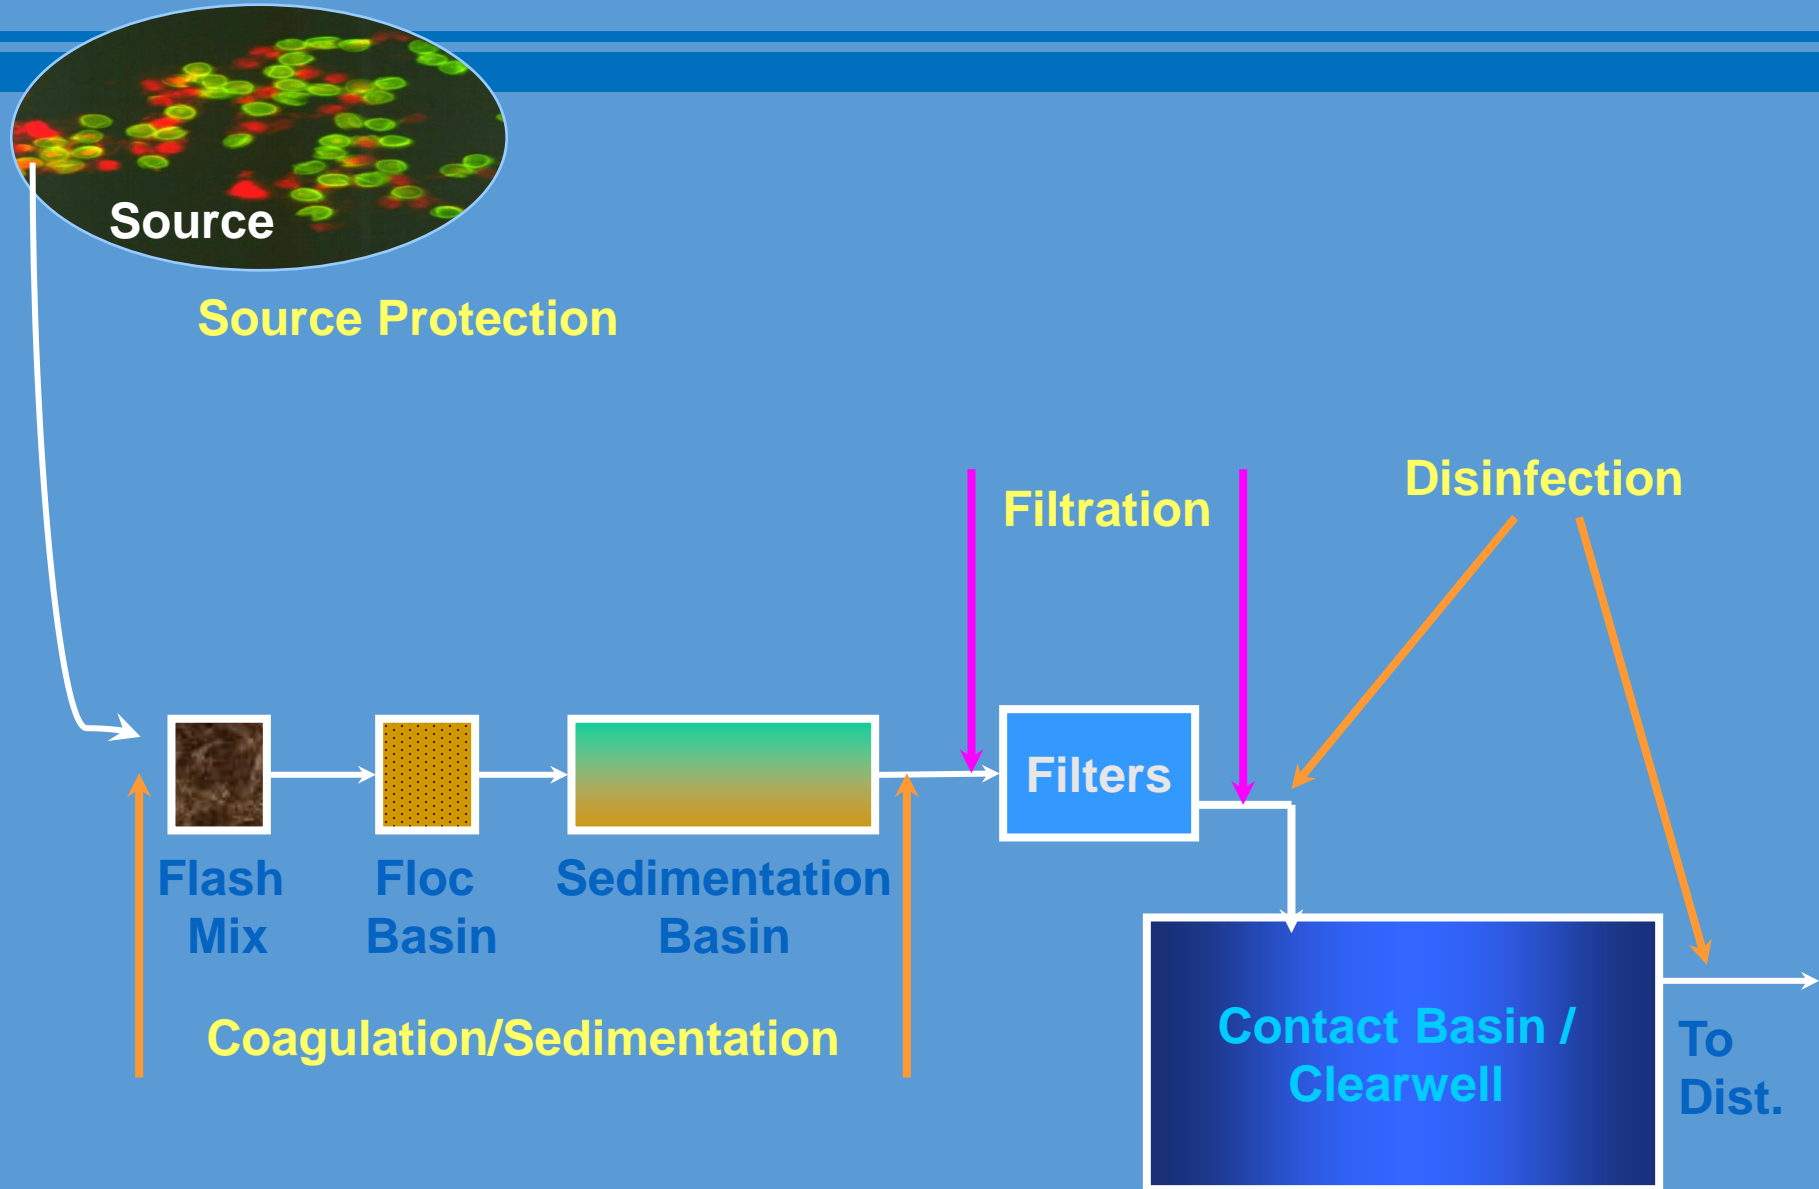 Source
Source Protection
Filtration
Disinfection
Filters
Flash
Mix
Floc
Basin
Sedimentation
Basin
Coagulation/Sedimentation
Contact Basin /
Clearwell
To
Dist.